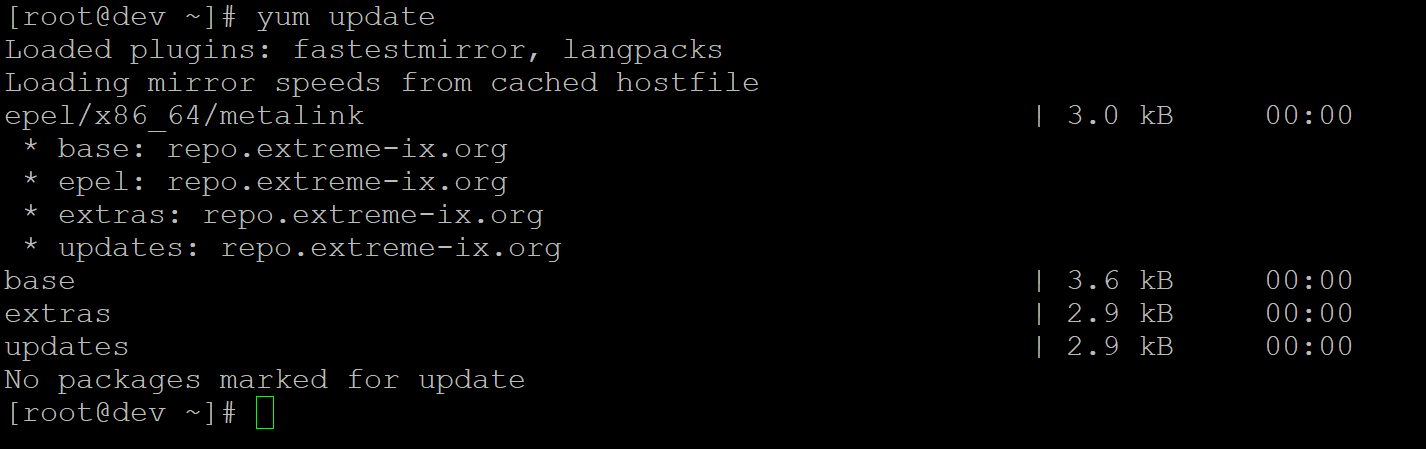 [root@dev ~]# yum update
Loaded plugins: fastestmirror, langpacks
Loading mirror speeds from cached hostfile
epel/x86_64/metalink | 3.0 kB 00:00
* base: repo.extreme-ix.org
* epel: repo.extreme-ix.org
* extras: repo.extreme-ix.org
* updates: repo.extreme-ix.org
base | 3.6 kB 00:00
extras | 2.9 kB 00:00
updates | 2.9 kB 00:00
No packages marked for update
[root@dev ~]#